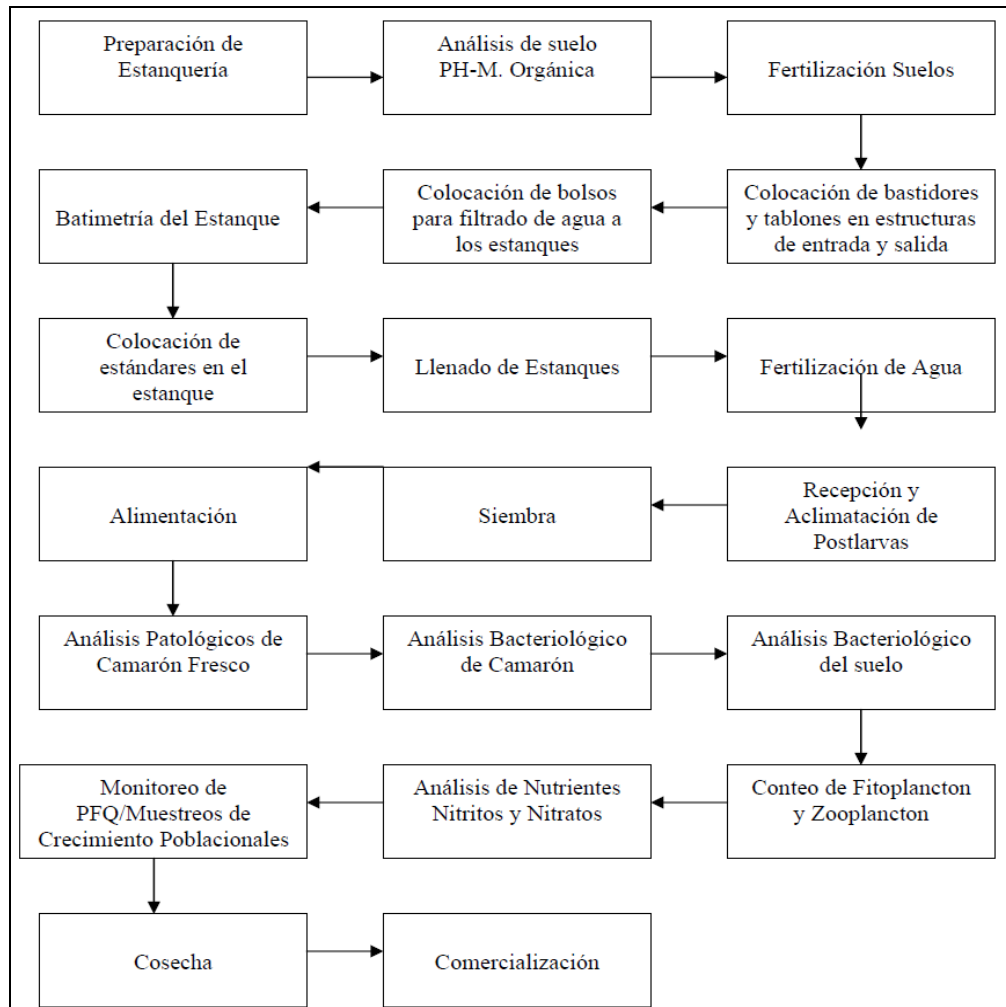 Preparación de
Estanquería
Análisis de suelo
PH-M. Orgánica
Fertilización Suelos
Colocación de bastidores
y tablones en estructuras
de entrada y salida
Colocación de bolsos
para filtrado de agua a
los estanques
Batimetría del Estanque
Colocación de
estándares en el
estanque
Llenado de Estanques
Fertilización de Agua
Recepción y
Aclimatación de
Postlarvas
Siembra
Alimentación
Análisis Patológicos de
Camarón Fresco
Análisis Bacteriológico
de Camarón
Análisis Bacteriológico
del suelo
Conteo de Fitoplancton
y Zooplancton
Análisis de Nutrientes
Nitritos y Nitratos
Monitoreo de
PFQ/Muestreos de
Crecimiento Poblacionales
Cosecha
Comercialización